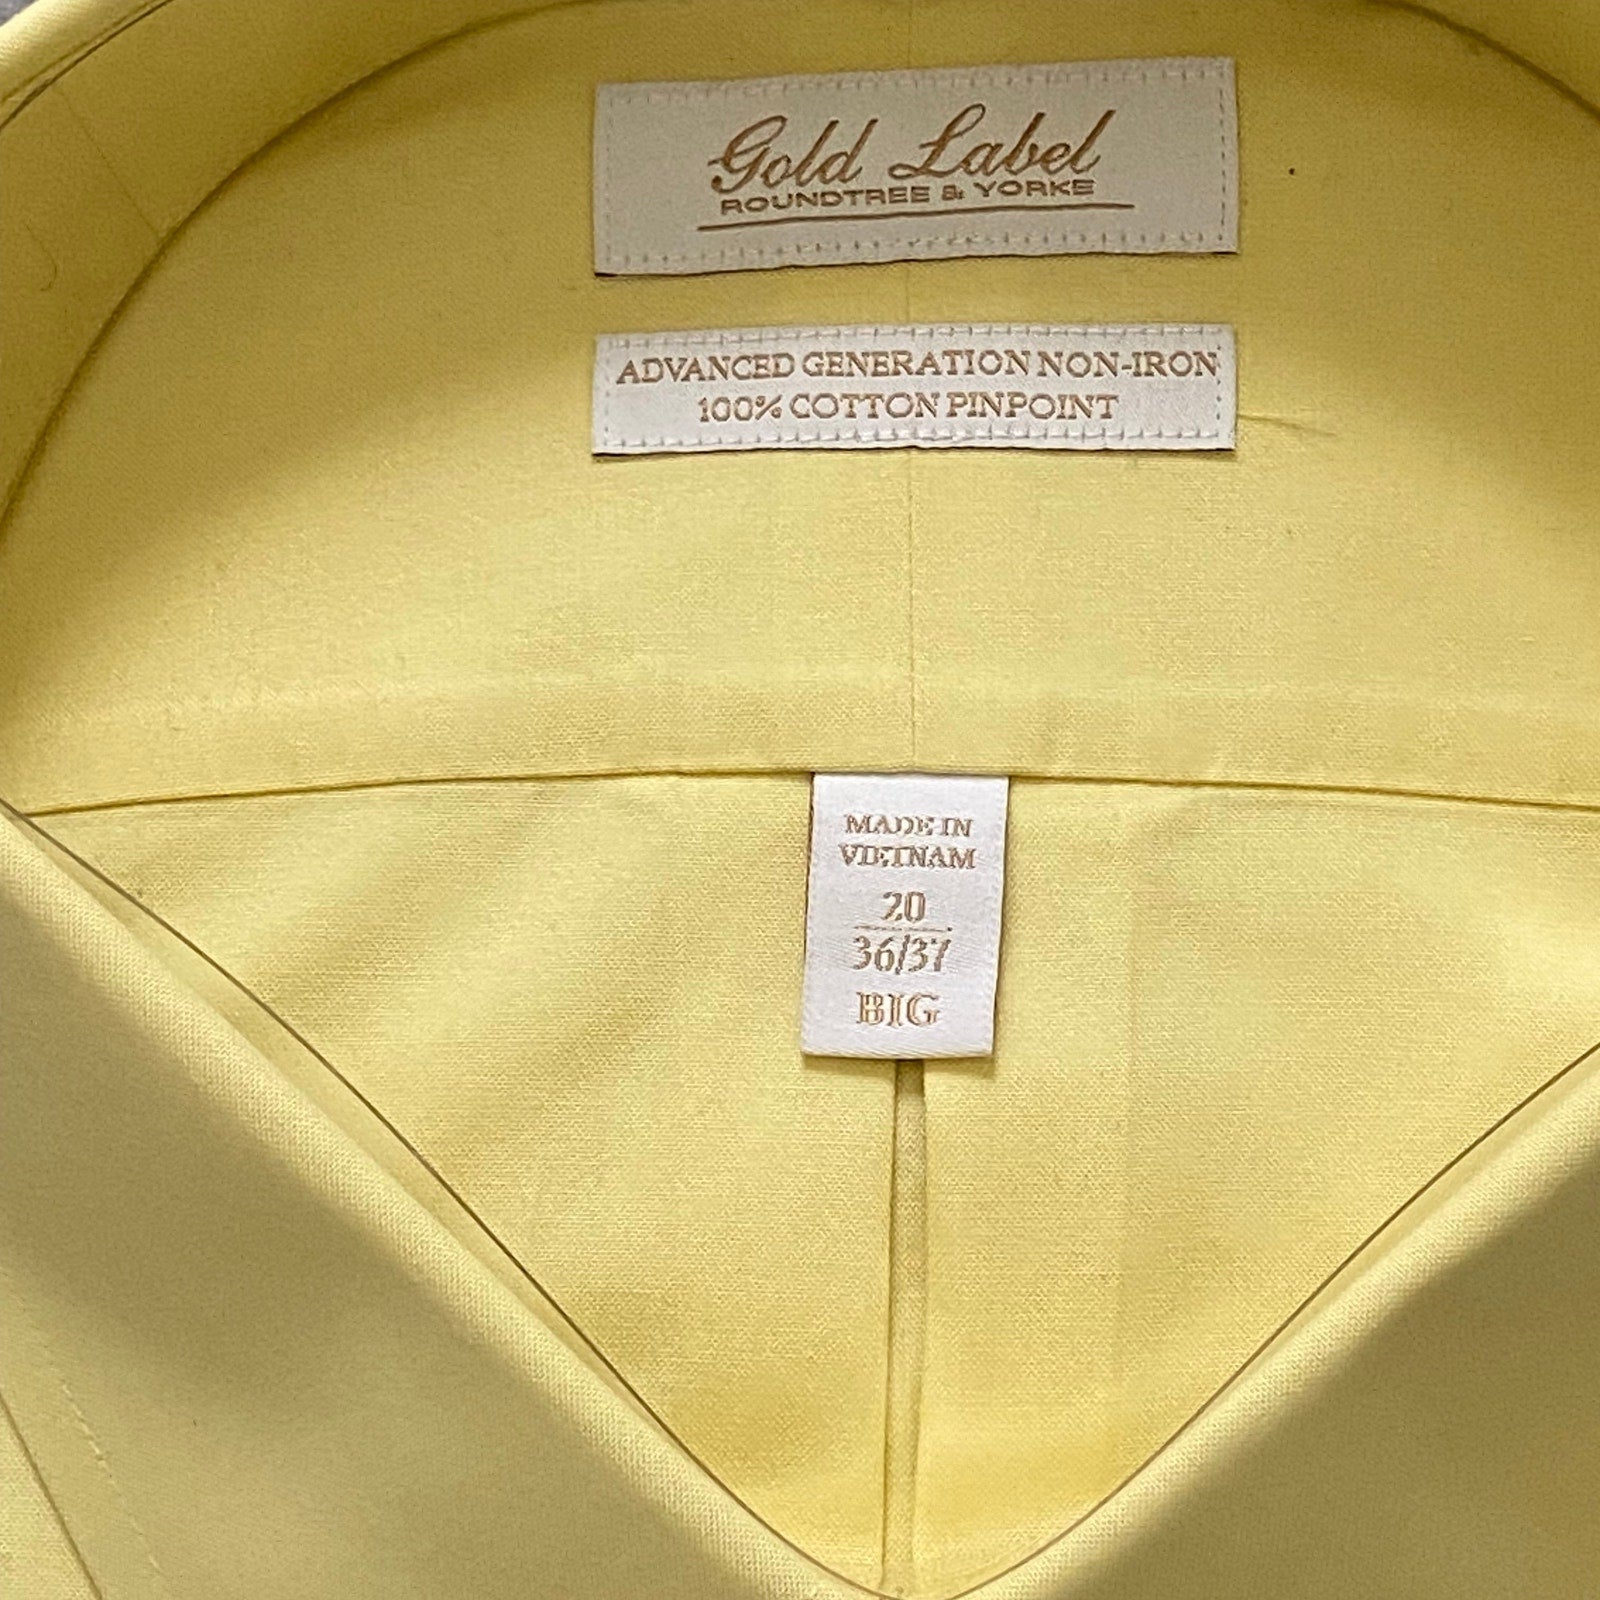 Gold Label
ROUNDTREE & YORKE
ADVANCED GENERATION NON-IRON
100% COTTON PINPOINT
MADE IN
VIETNAM
20
36/37
BIG